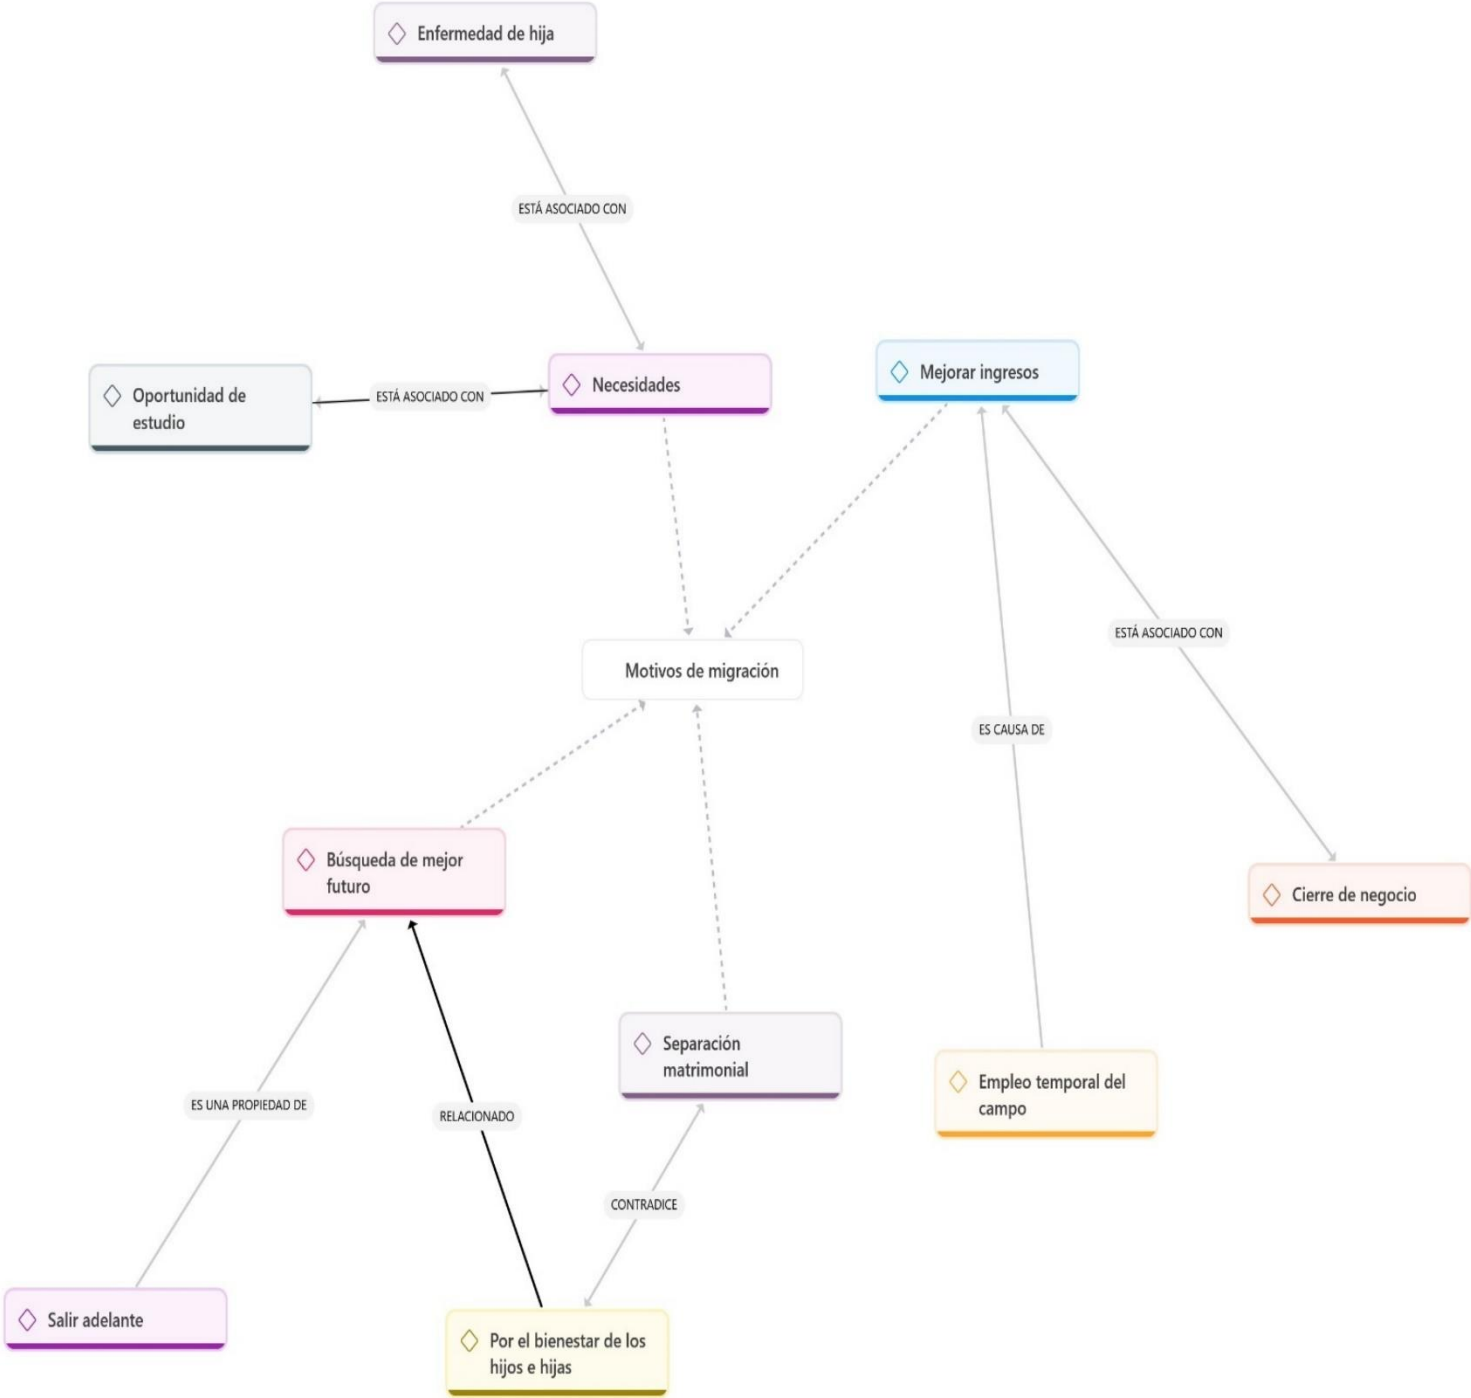 Enfermedad de hija
ESTÁ ASOCIADO CON
Necesidades
Mejorar ingresos
Oportunidad de
estudio
ESTÁ ASOCIADO CON
ESTÁ ASOCIADO CON
Motivos de migración
ES CAUSA DE
Búsqueda de mejor
futuro
Cierre de negocio
Separación
matrimonial
Empleo temporal del
campo
ES UNA PROPIEDAD DE
RELACIONADO
CONTRADICE
Salir adelante
Por el bienestar de los
hijos e hijas